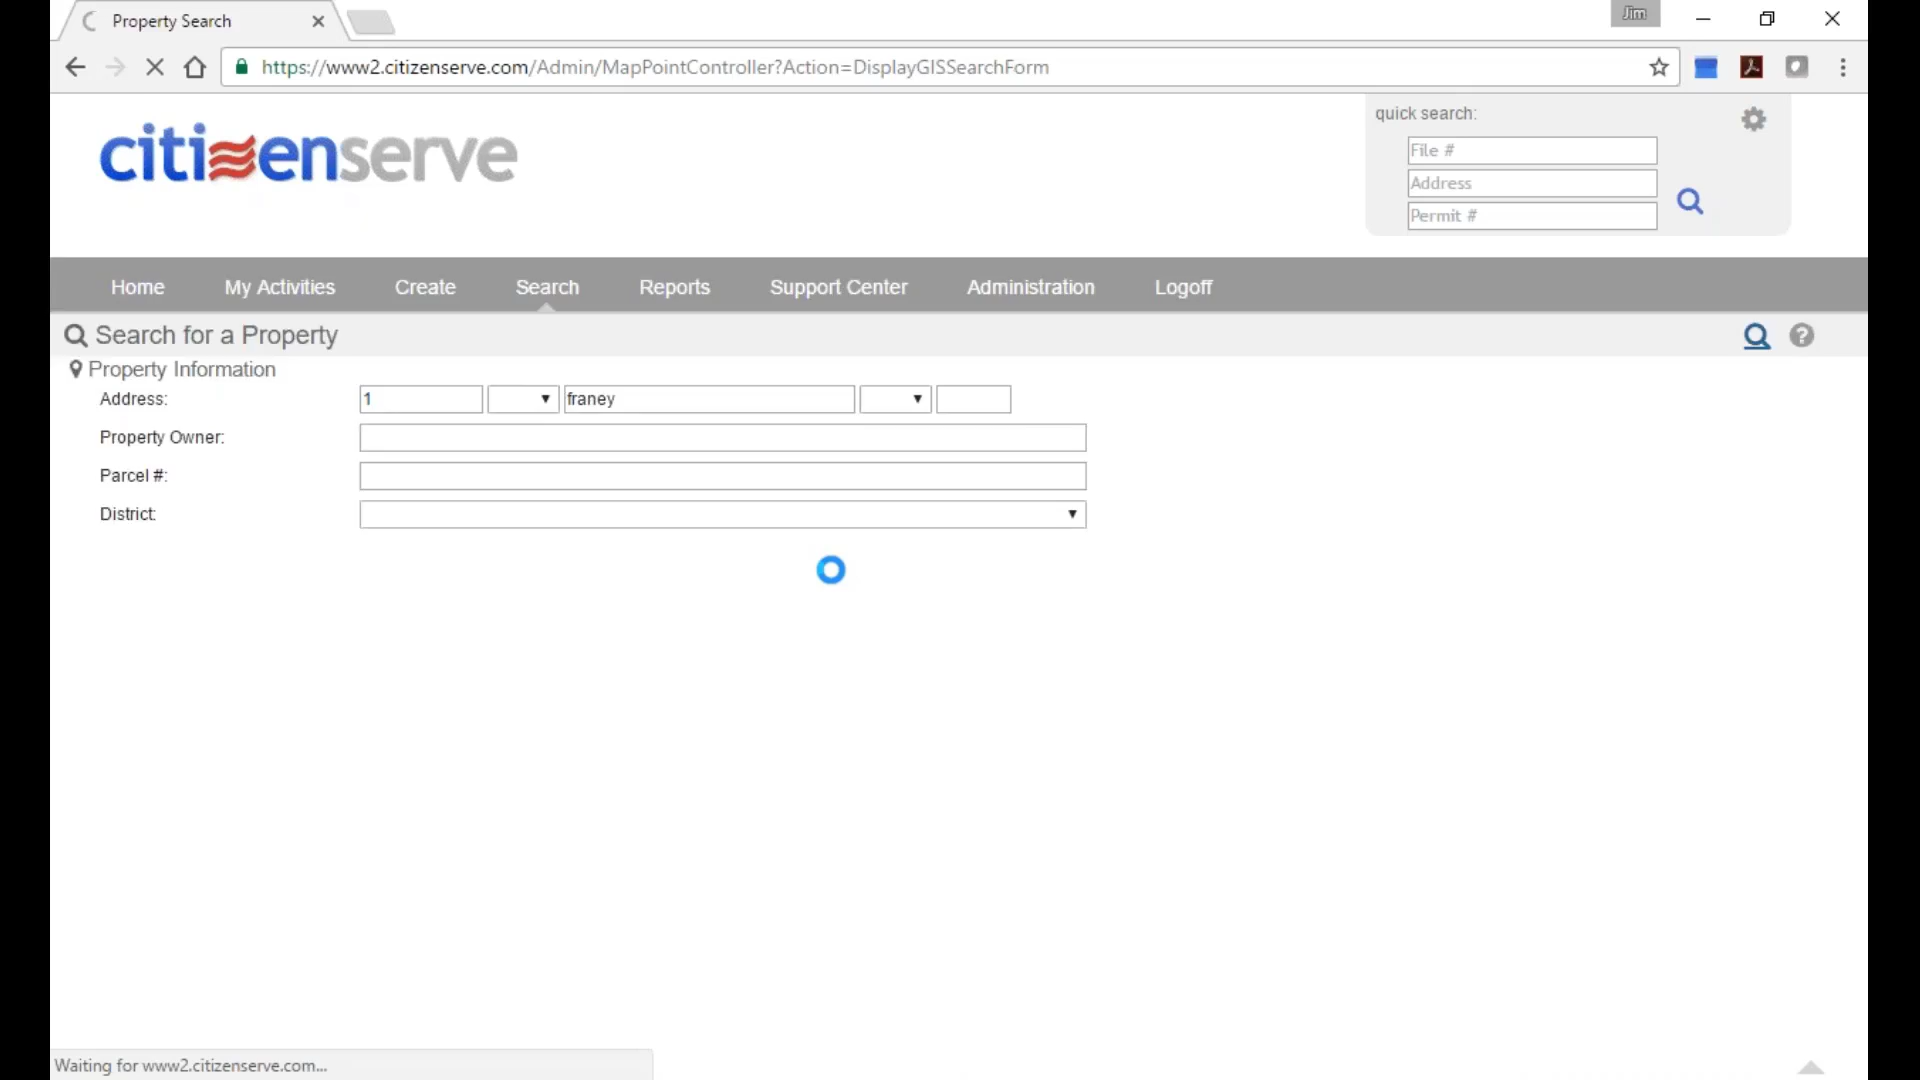 Property Search
Jim
https://www2.citizenserve.com/Admin/MapPointController?Action=DisplayGISSearchForm
citizenserve
quick search:
File #
Address
Permit #
Home My Activities Create Search Reports Support Center Administration Logoff
Search for a Property
Property Information
Address: 1 franey
Property Owner:
Parcel #:
District:
Waiting for www2.citizenserve.com...